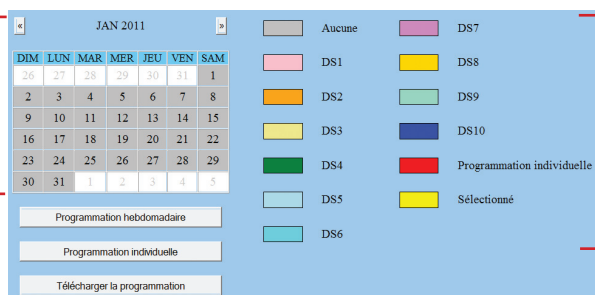 « JAN 2011 »
DIM LUN MAR MER JEU VEN SAM
26 27 28 29 30 31 1
2 3 4 5 6 7 8
9 10 11 12 13 14 15
16 17 18 19 20 21 22
23 24 25 26 27 28 29
30 31 1 2 3 4 5
Programmation hebdomadaire
Programmation individuelle
Télécharger la programmation
Aucune
DS1
DS2
DS3
DS4
DS5
DS6
DS7
DS8
DS9
DS10
Programmation individuelle
Sélectionné